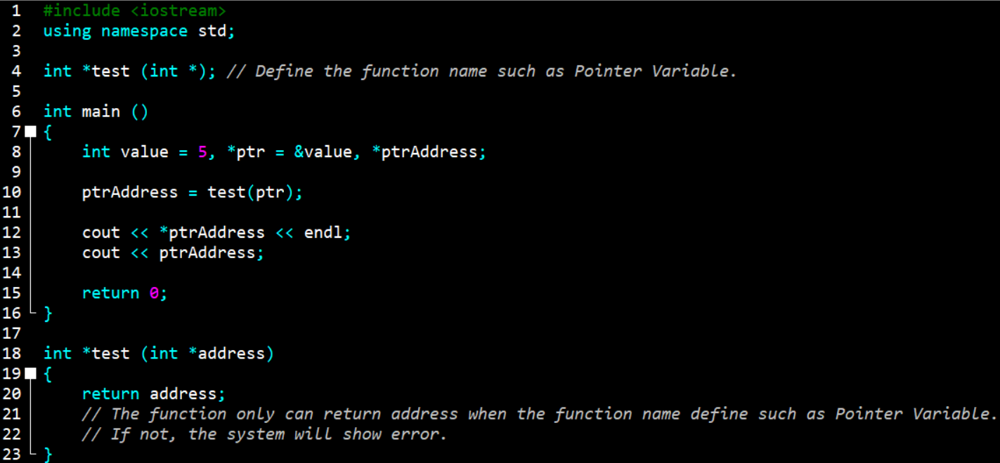 1 #include <iostream>
2 using namespace std;
3
4 int *test (int *); // Define the function name such as Pointer Variable.
5
6 int main ()
7 {
8 int value = 5, *ptr = &value, *ptrAddress;
9
10 ptrAddress = test(ptr);
11
12 cout << *ptrAddress << endl;
13 cout << ptrAddress;
14
15 return 0;
16 }
17
18 int *test (int *address)
19 {
20 return address;
21 // The function only can return address when the function name define such as Pointer Variable.
22 // If not, the system will show error.
23 }